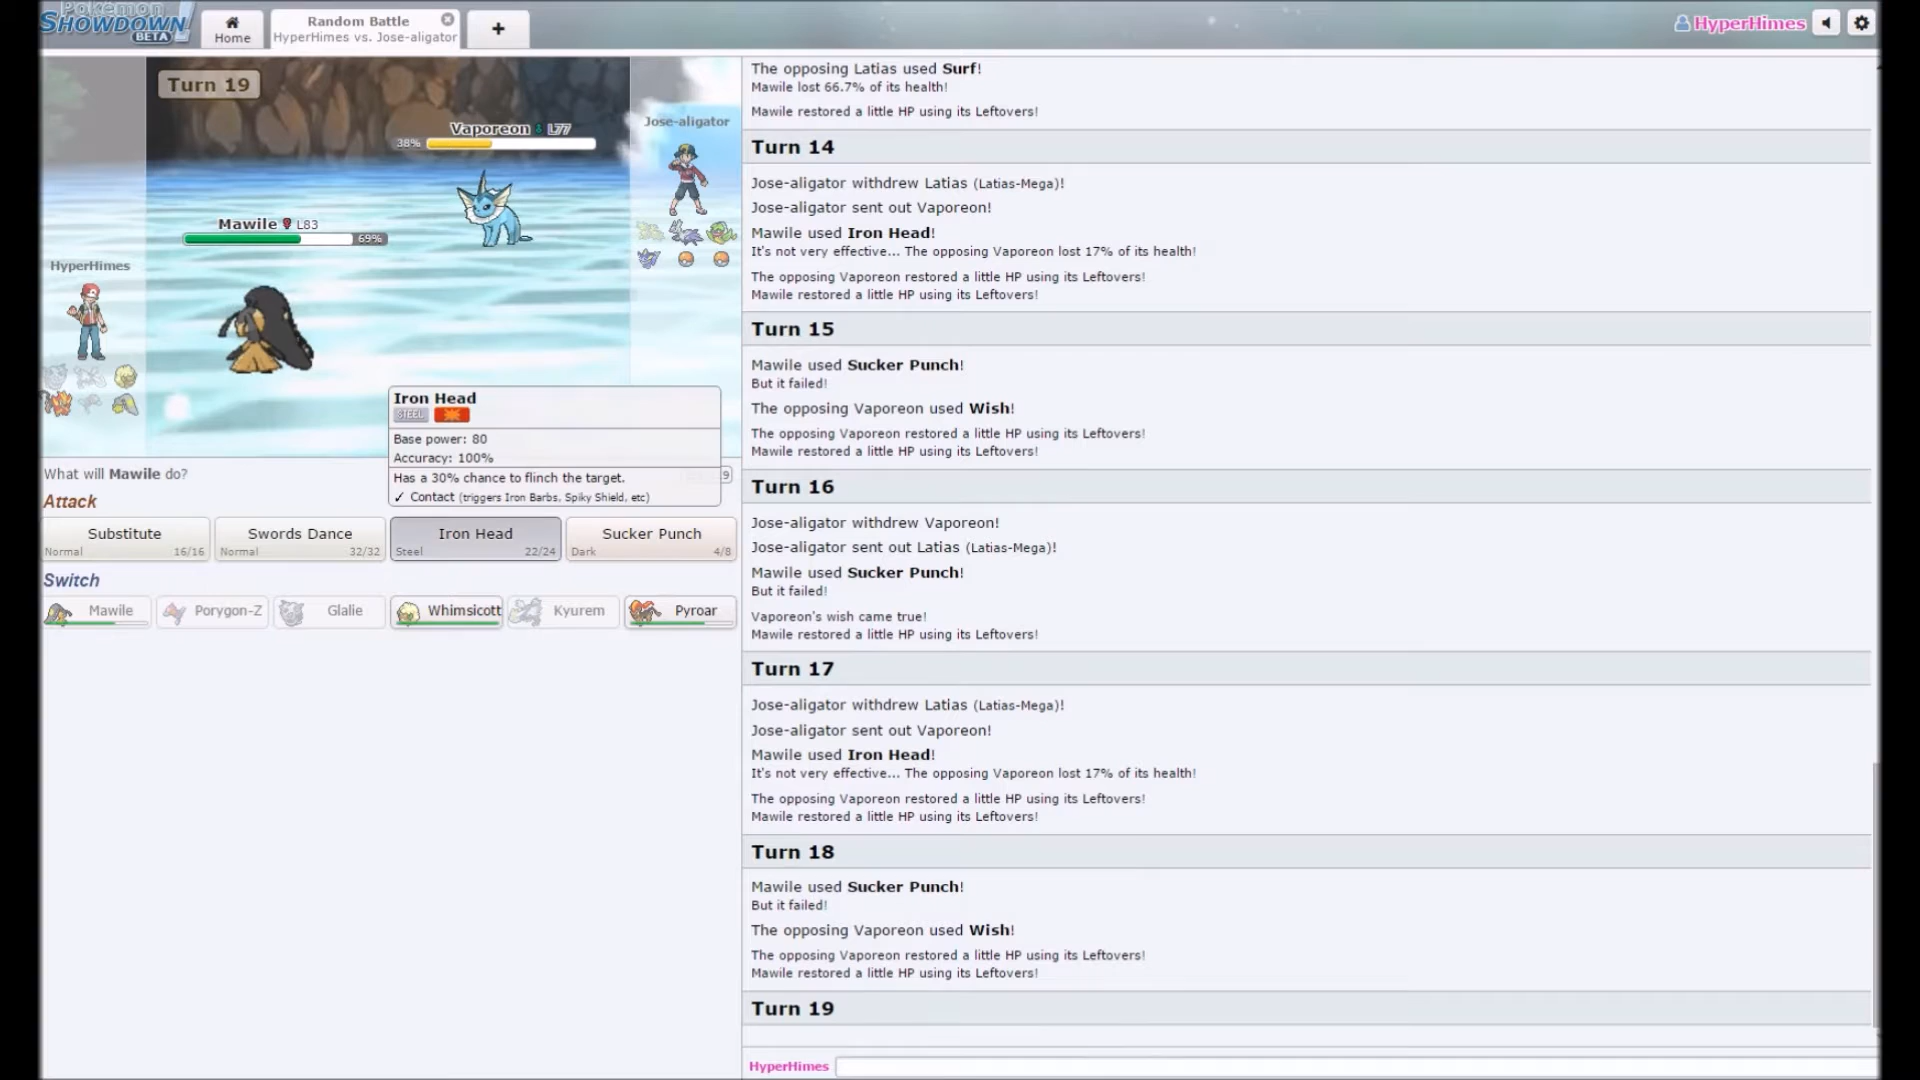 Pokémon
SHOWDOWN!
BETA
Home
Random Battle
HyperHimes vs. Jose-aligator
+
HyperHimes
Turn 19
Vaporeon L77
38%
Mawile L83
69%
Jose-aligator
HyperHimes
Iron Head
STEEL
Base power: 80
Accuracy: 100%
Has a 30% chance to flinch the target.
✓ Contact (triggers Iron Barbs, Spiky Shield, etc)
9
What will Mawile do?
Attack
Substitute
Normal 16/16
Swords Dance
Normal 32/32
Iron Head
Steel 22/24
Sucker Punch
Dark 4/8
Switch
Mawile
Porygon-Z
Glalie
Whimsicott
Kyurem
Pyroar
The opposing Latias used Surf!
Mawile lost 66.7% of its health!
Mawile restored a little HP using its Leftovers!
Turn 14
Jose-aligator withdrew Latias (Latias-Mega)!
Jose-aligator sent out Vaporeon!
Mawile used Iron Head!
It's not very effective... The opposing Vaporeon lost 17% of its health!
The opposing Vaporeon restored a little HP using its Leftovers!
Mawile restored a little HP using its Leftovers!
Turn 15
Mawile used Sucker Punch!
But it failed!
The opposing Vaporeon used Wish!
The opposing Vaporeon restored a little HP using its Leftovers!
Mawile restored a little HP using its Leftovers!
Turn 16
Jose-aligator withdrew Vaporeon!
Jose-aligator sent out Latias (Latias-Mega)!
Mawile used Sucker Punch!
But it failed!
Vaporeon's wish came true!
Mawile restored a little HP using its Leftovers!
Turn 17
Jose-aligator withdrew Latias (Latias-Mega)!
Jose-aligator sent out Vaporeon!
Mawile used Iron Head!
It's not very effective... The opposing Vaporeon lost 17% of its health!
The opposing Vaporeon restored a little HP using its Leftovers!
Mawile restored a little HP using its Leftovers!
Turn 18
Mawile used Sucker Punch!
But it failed!
The opposing Vaporeon used Wish!
The opposing Vaporeon restored a little HP using its Leftovers!
Mawile restored a little HP using its Leftovers!
Turn 19
HyperHimes